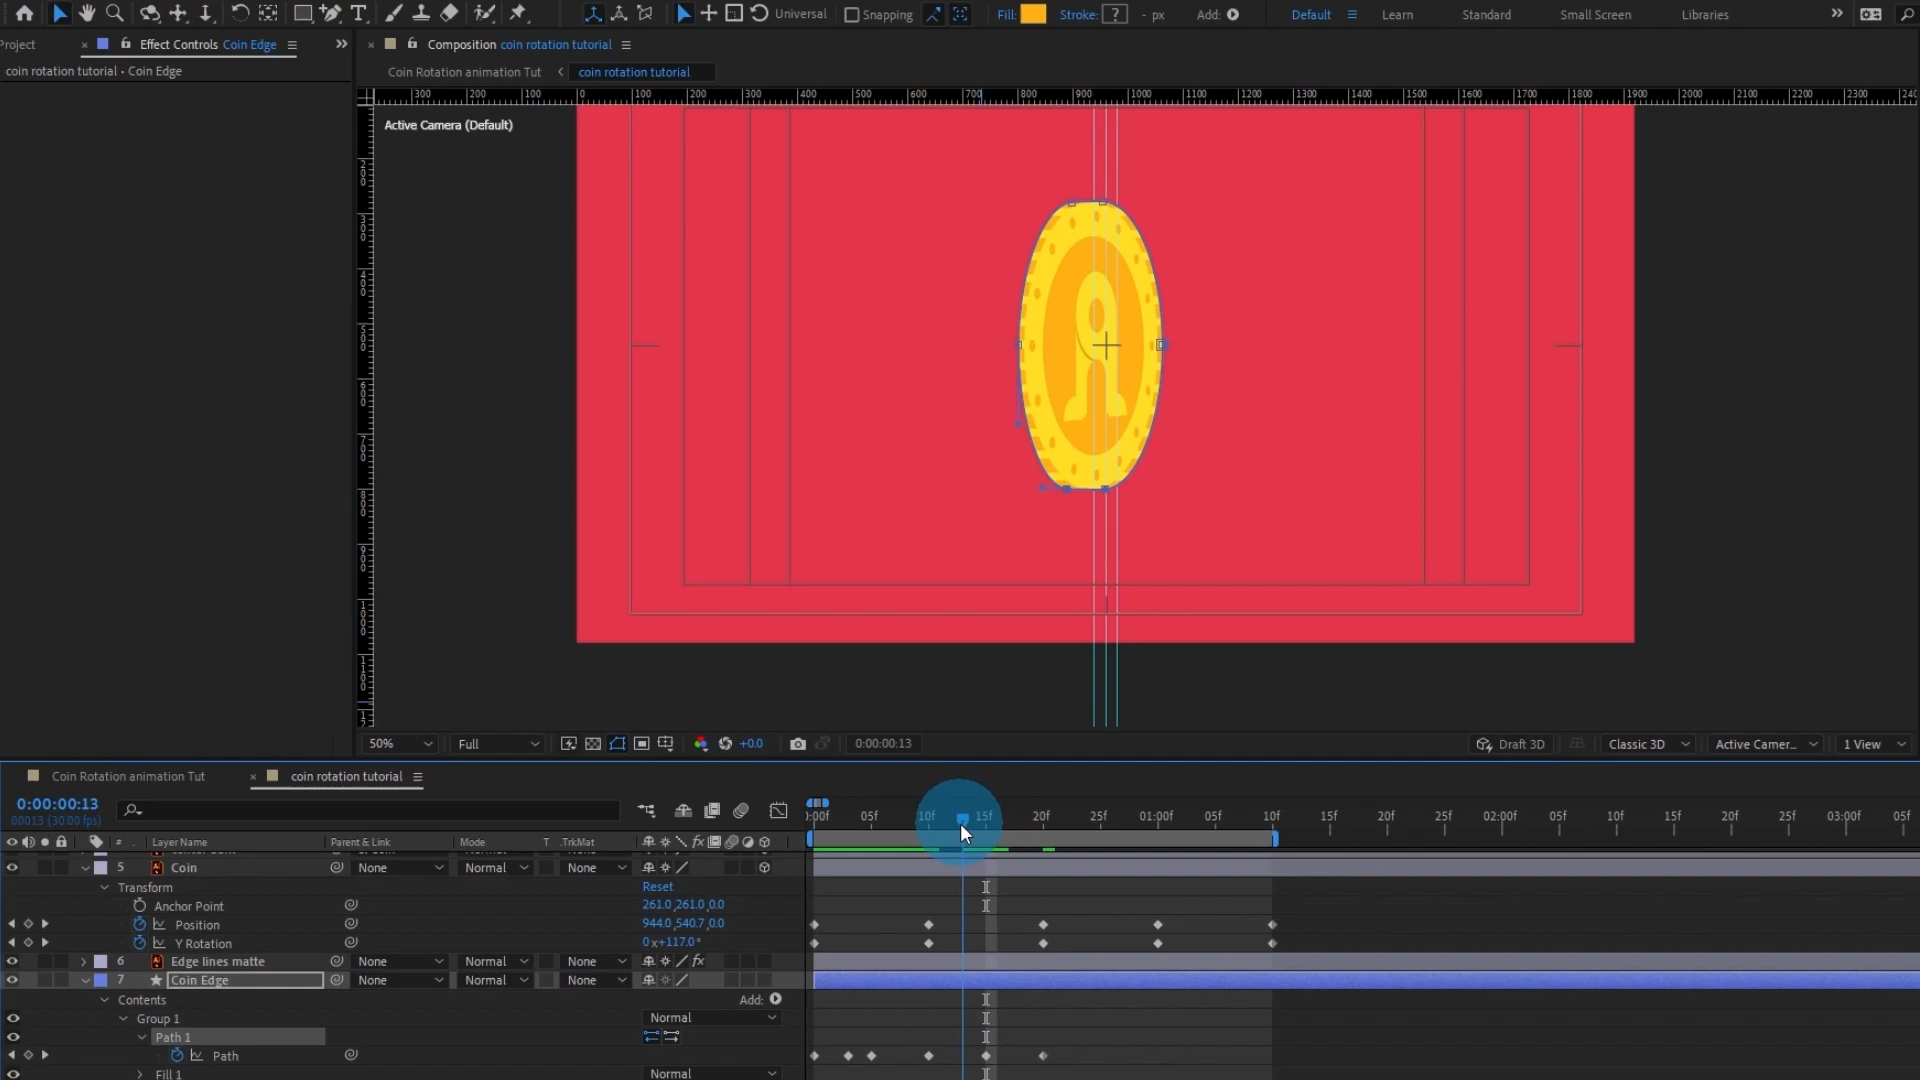 Universal
Snapping
Fill:
Stroke:
?
- px
Add:
Default
Learn
Standard
Small Screen
Libraries
Project
Effect Controls Coin Edge
Composition coin rotation tutorial
coin rotation tutorial • Coin Edge
Coin Rotation animation Tut
coin rotation tutorial
300 200 100 0 100 200 300 400 500 600 700 800 900 1000 1100 1200 1300 1400 1500 1600 1700 1800 1900 2000 2100 2200 2300
Active Camera (Default)
50%
Full
+0.0
0:00:00:13
Draft 3D
Classic 3D
Active Camer...
1 View
Coin Rotation animation Tut
coin rotation tutorial
0:00:00:13
00013 (30.00 fps)
05f 10f 15f 20f 25f 01:00f 05f 10f 15f 20f 25f 02:00f 05f 10f 15f 20f 25f 03:00f 05f
# Layer Name Parent & Link Mode T .TrkMat
5 Coin None Normal None
Transform Reset
Anchor Point 261.0,261.0,0.0
Position 944.0,540.7,0.0
Y Rotation 0x+117.0°
6 Edge lines matte None Normal None
7 Coin Edge None Normal None
Contents Add:
Group 1 Normal
Path 1
Path
Fill 1 Normal